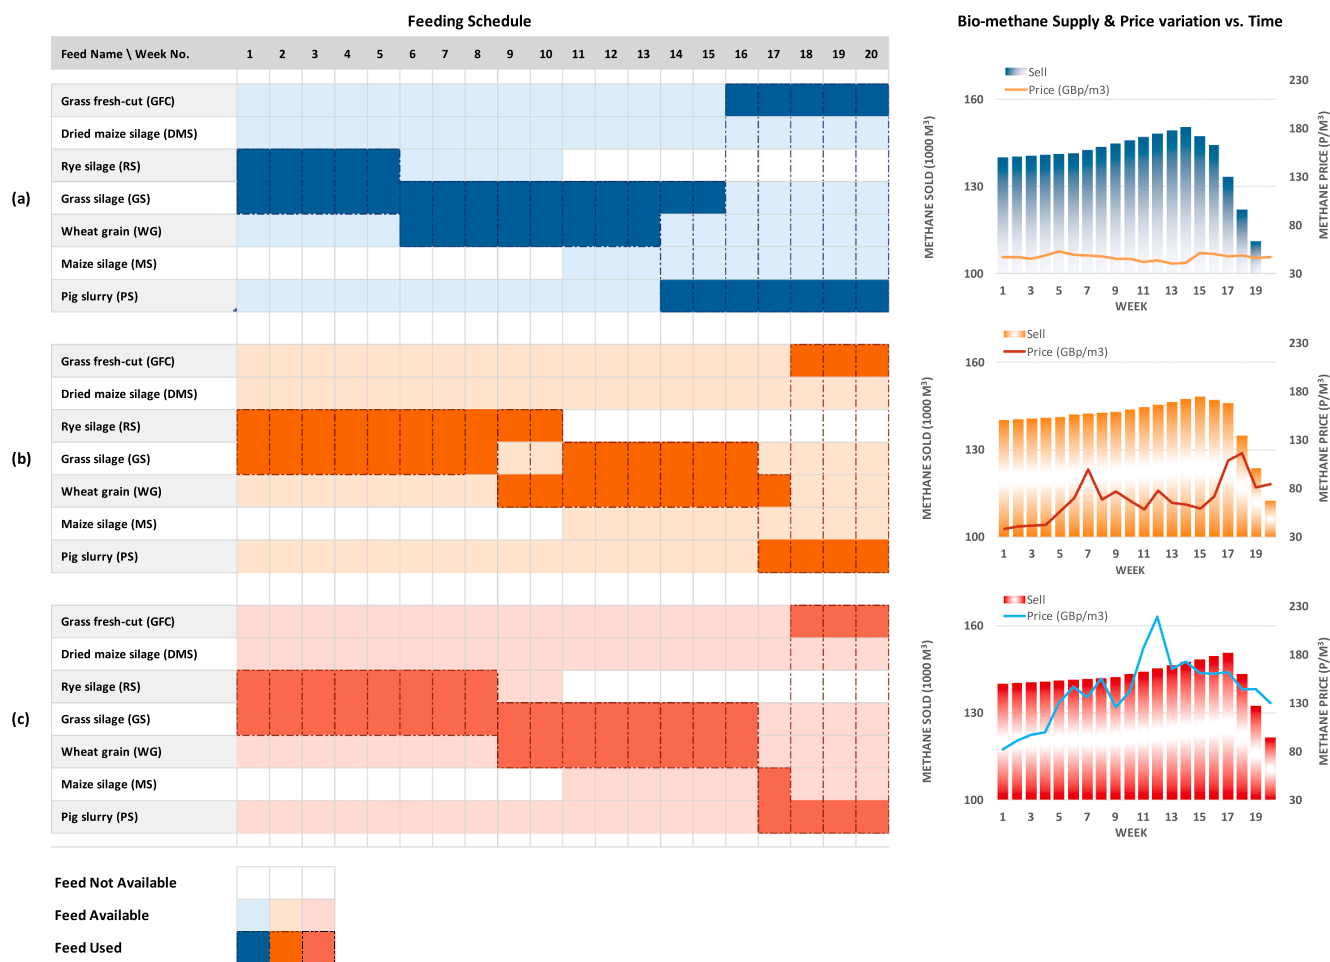 Feeding Schedule
Bio-methane Supply & Price variation vs. Time
Feed Name \ Week No. 1 2 3 4 5 6 7 8 9 10 11 12 13 14 15 16 17 18 19 20
(a)
Grass fresh-cut (GFC)
Dried maize silage (DMS)
Rye silage (RS)
Grass silage (GS)
Wheat grain (WG)
Maize silage (MS)
Pig slurry (PS)
Sell
Price (GBp/m3)
METHANE SOLD (1000 M³)
160
130
100
METHANE PRICE (P/M³)
230
180
130
80
30
1 3 5 7 9 11 13 15 17 19
WEEK
(b)
Grass fresh-cut (GFC)
Dried maize silage (DMS)
Rye silage (RS)
Grass silage (GS)
Wheat grain (WG)
Maize silage (MS)
Pig slurry (PS)
Sell
Price (GBp/m3)
METHANE SOLD (1000 M³)
160
130
100
METHANE PRICE (P/M³)
230
180
130
80
30
1 3 5 7 9 11 13 15 17 19
WEEK
(c)
Grass fresh-cut (GFC)
Dried maize silage (DMS)
Rye silage (RS)
Grass silage (GS)
Wheat grain (WG)
Maize silage (MS)
Pig slurry (PS)
Sell
Price (GBp/m3)
METHANE SOLD (1000 M³)
160
130
100
METHANE PRICE (P/M³)
230
180
130
80
30
1 3 5 7 9 11 13 15 17 19
WEEK
Feed Not Available
Feed Available
Feed Used